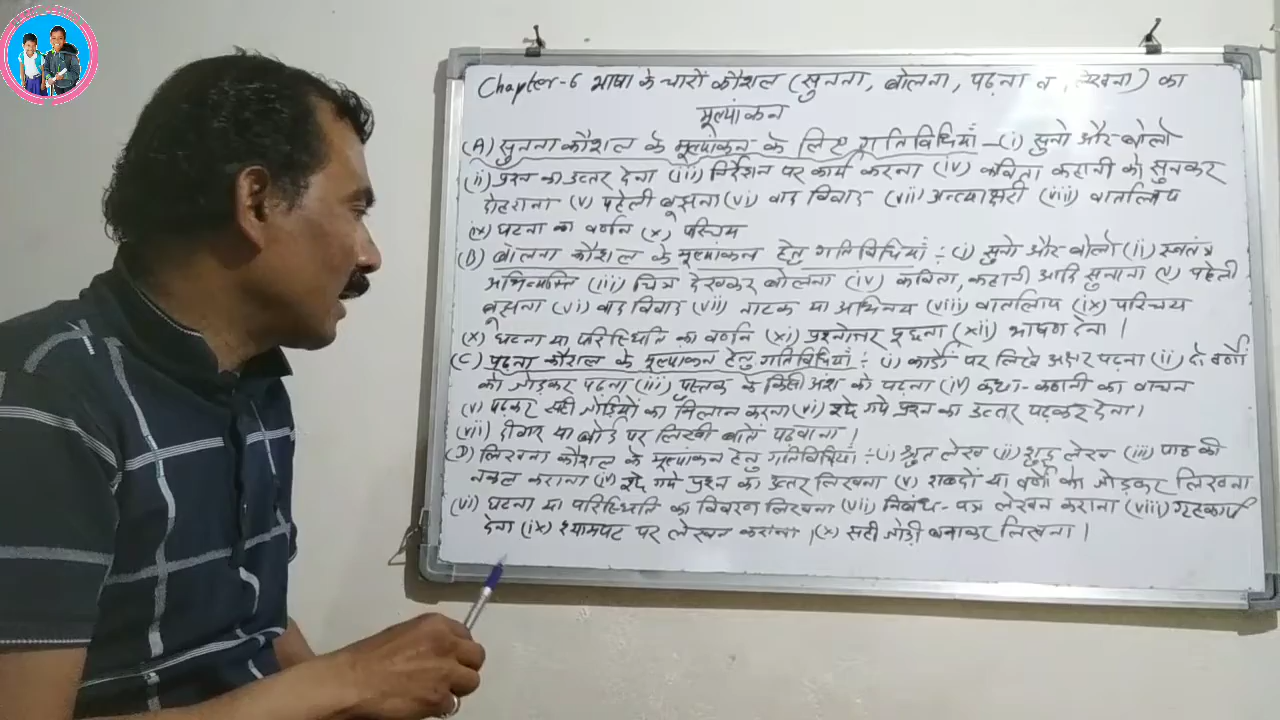 Chapter-6 भाषा के चारों कौशल (सुनना, बोलना, पढ़ना व लिखना) का
मूल्यांकन
(A) सुनना कौशल के मूल्यांकन के लिए गतिविधियाँ - (i) सुनो और बोलो
(ii) प्रश्न का उत्तर देना (iii) निर्देशन पर कार्य करना (iv) कविता कहानी को सुनकर
दोहराना (v) पहेली बूझना (vi) वाद विवाद (vii) अन्त्याक्षरी (viii) वार्तालाप
(ix) घटना का वर्णन (x) परिचय
(B) बोलना कौशल के मूल्यांकन हेतु गतिविधियाँ :- (i) सुनो और बोलो (ii) स्वतंत्र
अभिव्यक्ति (iii) चित्र देखकर बोलना (iv) कविता, कहानी आदि सुनाना (v) पहेली
बूझना (vi) वाद विवाद (vii) नाटक या अभिनय (viii) वार्तालाप (ix) परिचय
(x) घटना या परिस्थिति का वर्णन (xi) प्रश्नोत्तर पूछना (xii) भाषण देना ।
(C) पढ़ना कौशल के मूल्यांकन हेतु गतिविधियाँ :- (i) कार्डों पर लिखे अक्षर पढ़ना (ii) दो वर्णों
को जोड़कर पढ़ना (iii) पुस्तक के किसी अंश को पढ़ना (iv) कथा-कहानी का वाचन
(v) पढ़कर सही जोड़ियों का मिलान करना (vi) गये प्रश्न का उत्तर पढ़कर देना।
(vii) दीवार या बोर्ड पर लिखी बातें पढ़वाना ।
(D) लिखना कौशल के मूल्यांकन हेतु गतिविधियाँ :- (i) श्रुत लेख (ii) शुद्ध लेख (iii) पाठ की
नकल कराना (iv) गये प्रश्न का उत्तर लिखना (v) शब्दों या वर्णों को जोड़कर लिखना
(vi) घटना या परिस्थिति का विवरण लिखना (vii) निबंध-पत्र लेखन कराना (viii) गृहकार्य
देना (ix) श्यामपट पर लेखन कराना । (x) सही जोड़ी बनाकर लिखना ।